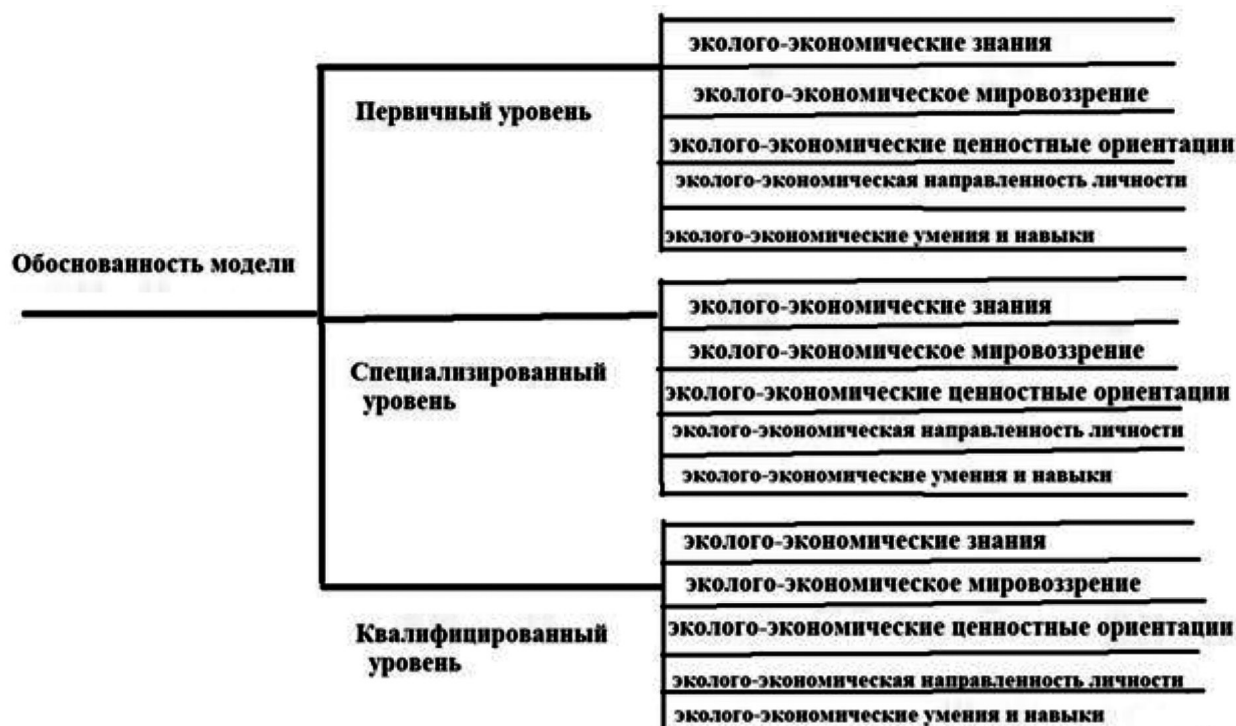 эколого-экономические знания
эколого-экономическое мировоззрение
Первичный уровень
эколого-экономические ценностные ориентации
эколого-экономическая направленность личности
эколого-экономические умения и навыки
Обоснованность модели
эколого-экономические знания
эколого-экономическое мировоззрение
Специализированный
уровень
эколого-экономические ценностные ориентации
эколого-экономическая направленность личности
эколого-экономические умения и навыки
эколого-экономические знания
эколого-экономическое мировоззрение
Квалифицированный
уровень
эколого-экономические ценностные ориентации
эколого-экономическая направленность личности
эколого-экономические умения и навыки